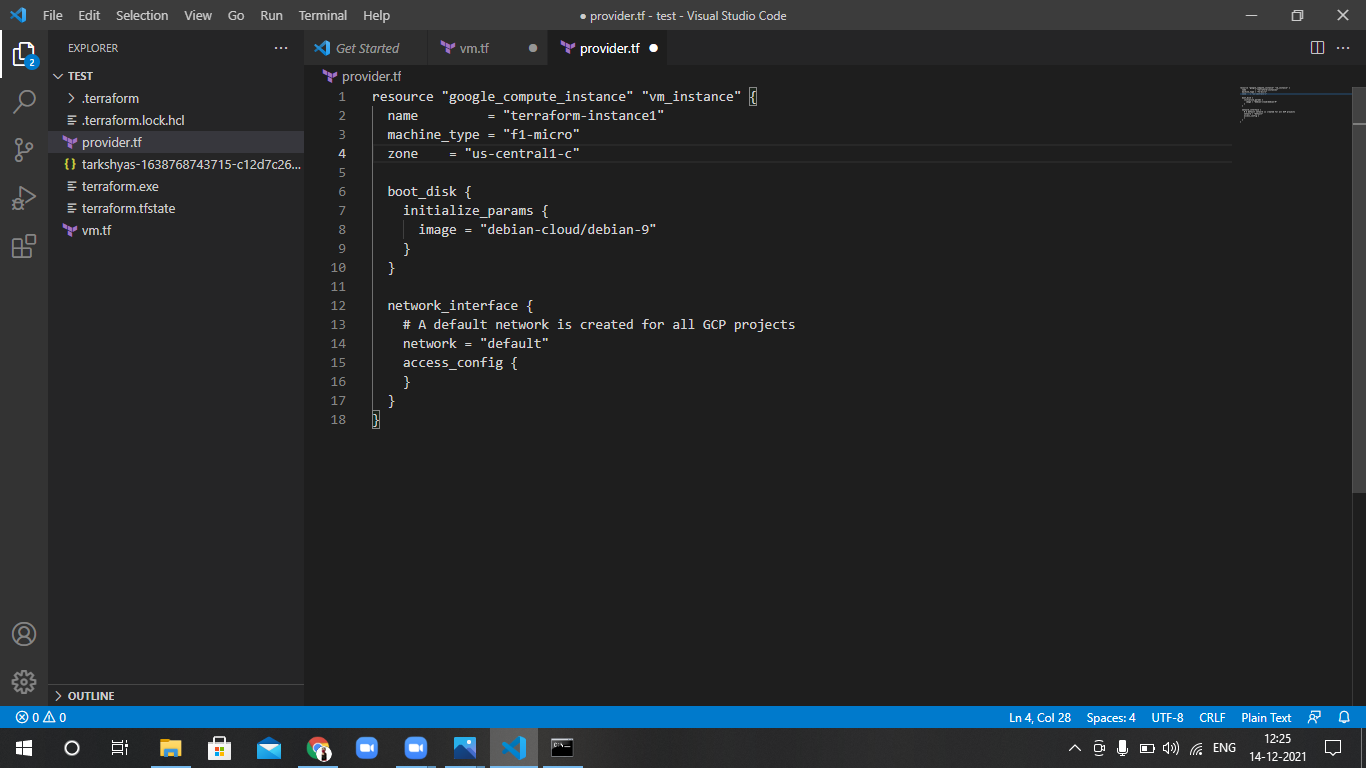 File Edit Selection View Go Run Terminal Help
● provider.tf - test - Visual Studio Code
EXPLORER
2
TEST
.terraform
.terraform.lock.hcl
provider.tf
{} tarkshyas-1638768743715-c12d7c26...
terraform.exe
terraform.tfstate
vm.tf
OUTLINE
Get Started vm.tf provider.tf
provider.tf
1 resource "google_compute_instance" "vm_instance" {
2 name         = "terraform-instance1"
3 machine_type = "f1-micro"
4 zone    = "us-central1-c"
5
6 boot_disk {
7 initialize_params {
8 image = "debian-cloud/debian-9"
9 }
10 }
11
12 network_interface {
13 # A default network is created for all GCP projects
14 network = "default"
15 access_config {
16 }
17 }
18 }
0 0 Ln 4, Col 28 Spaces: 4 UTF-8 CRLF Plain Text
ENG
12:25
14-12-2021